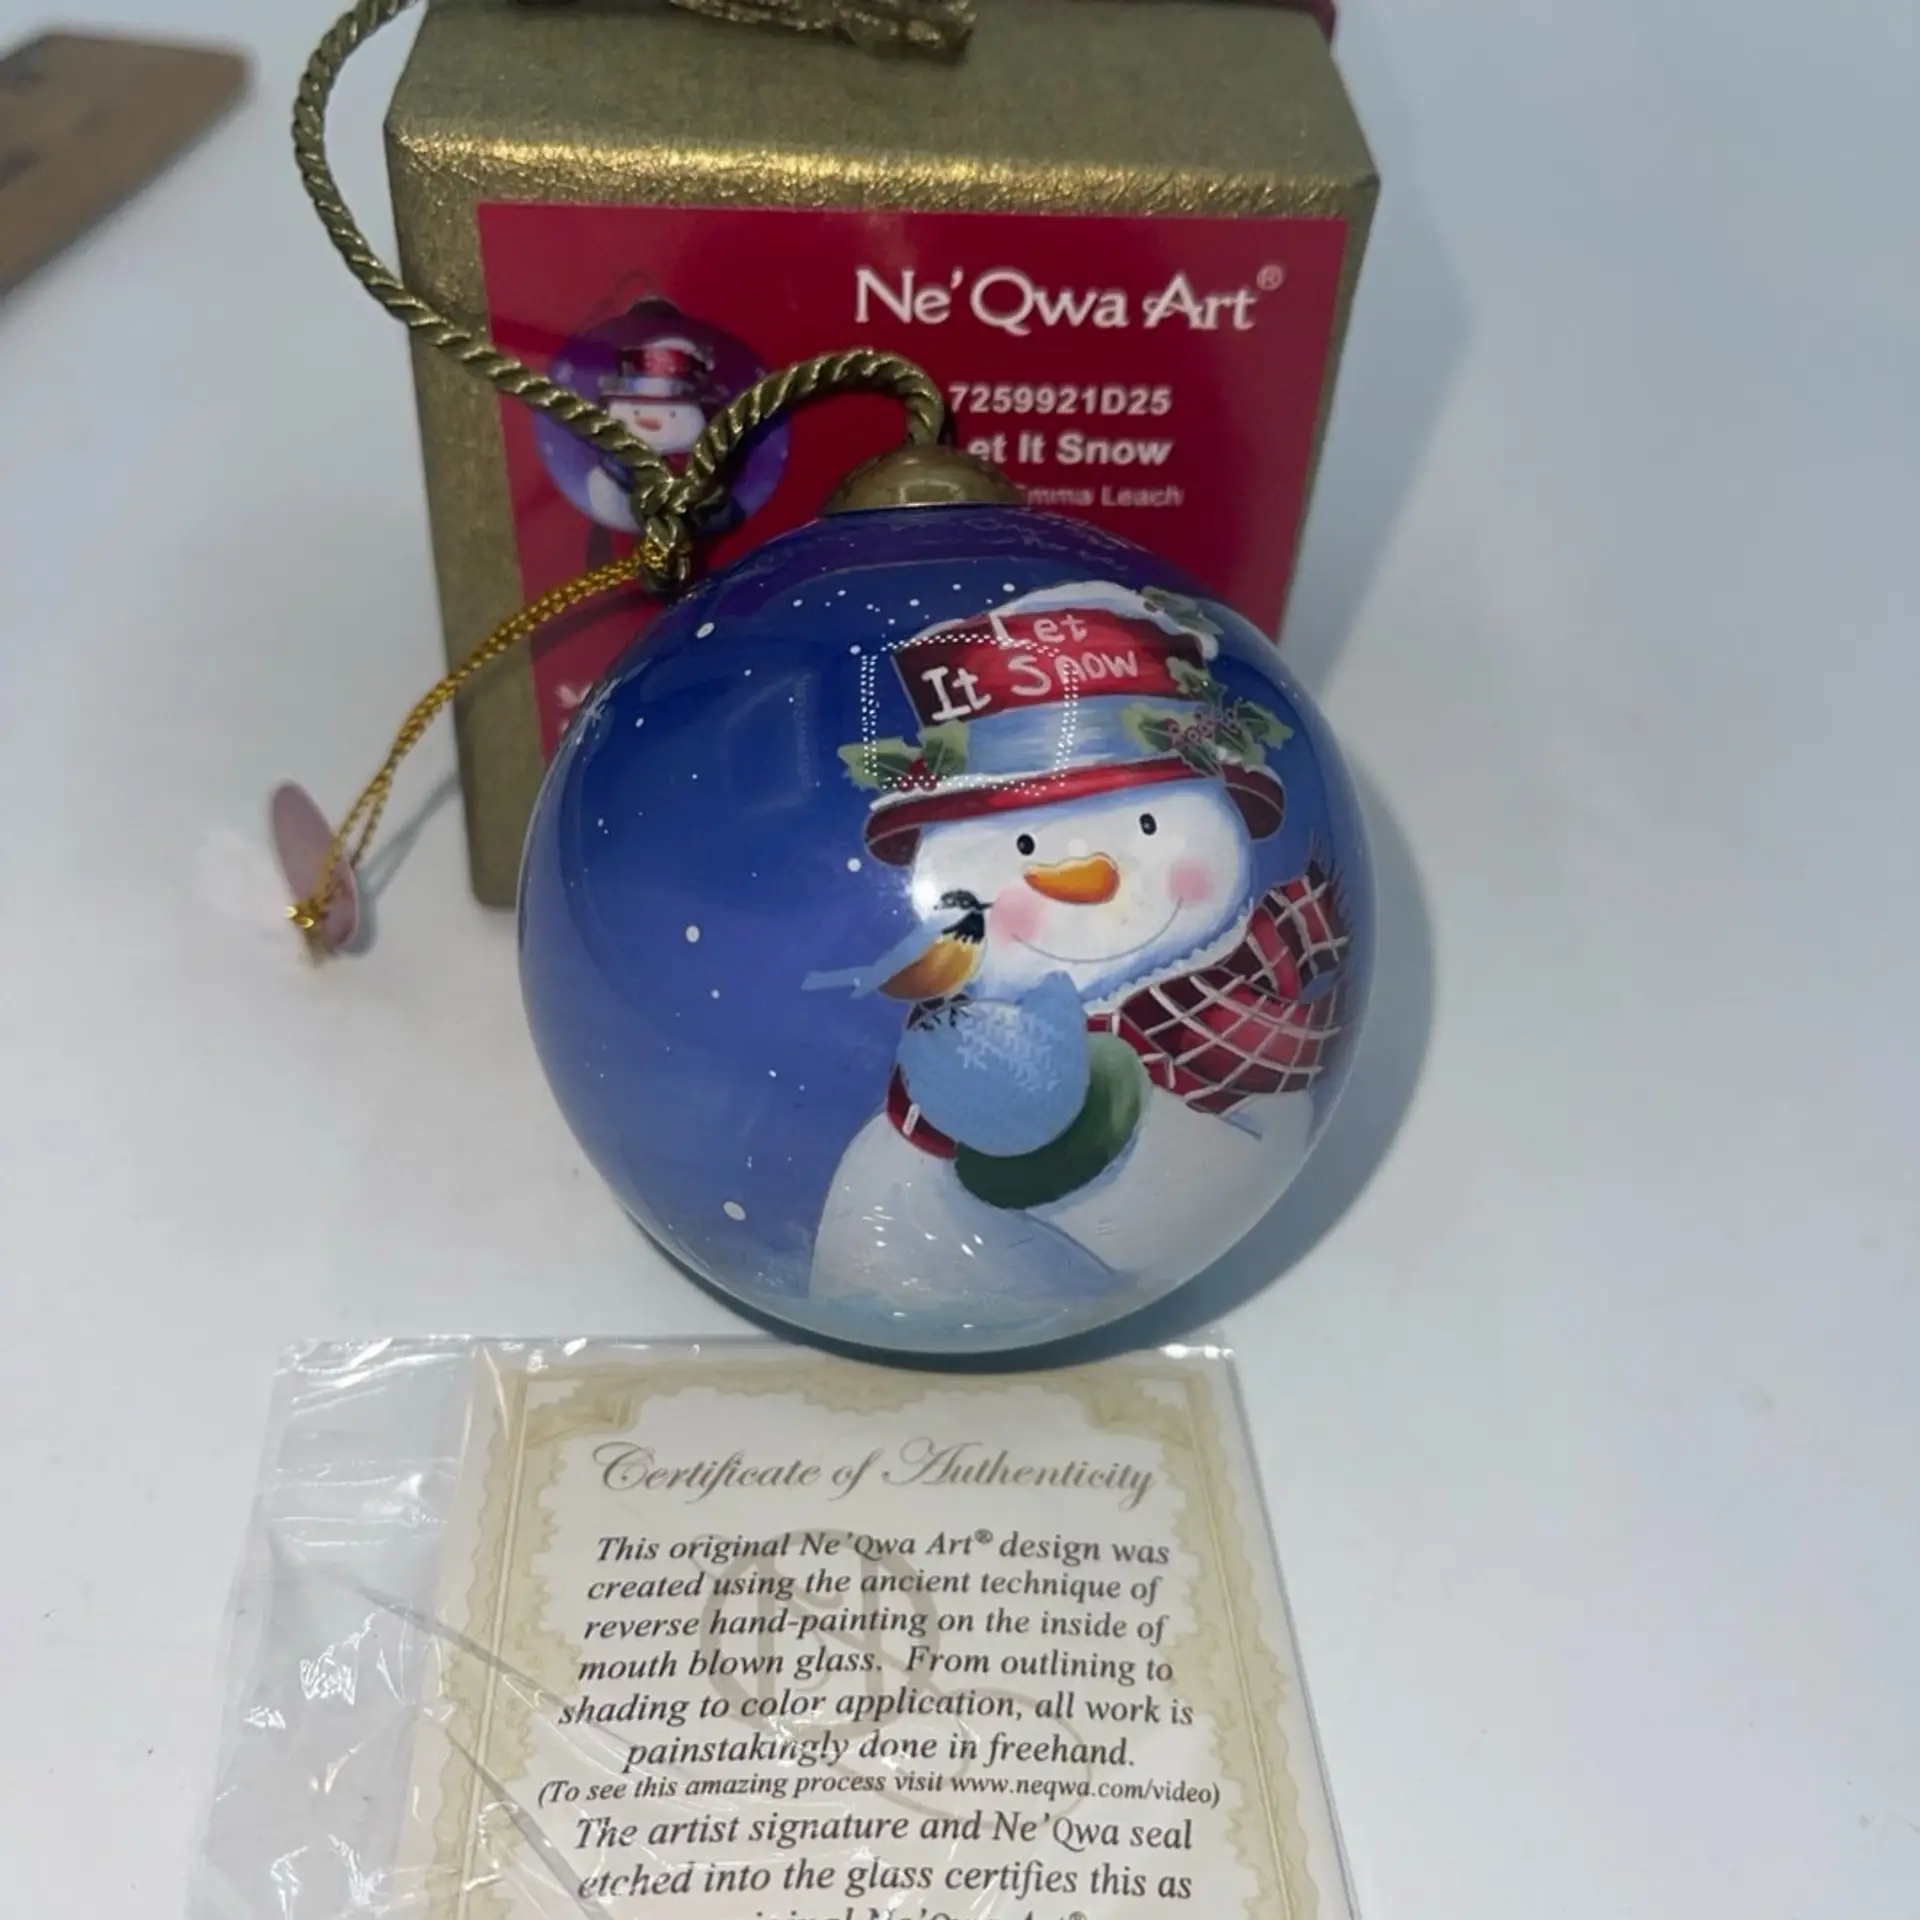 Ne'Qwa Art®
7259921D25
et It Snow
mma Leach
Let
It Snow
Certificate of Authenticity
This original Ne'Qwa Art® design was
created using the ancient technique of
reverse hand-painting on the inside of
mouth blown glass. From outlining to
shading to color application, all work is
painstakingly done in freehand.
(To see this amazing process visit www.neqwa.com/video)
The artist signature and Ne'Qwa seal
etched into the glass certifies this as